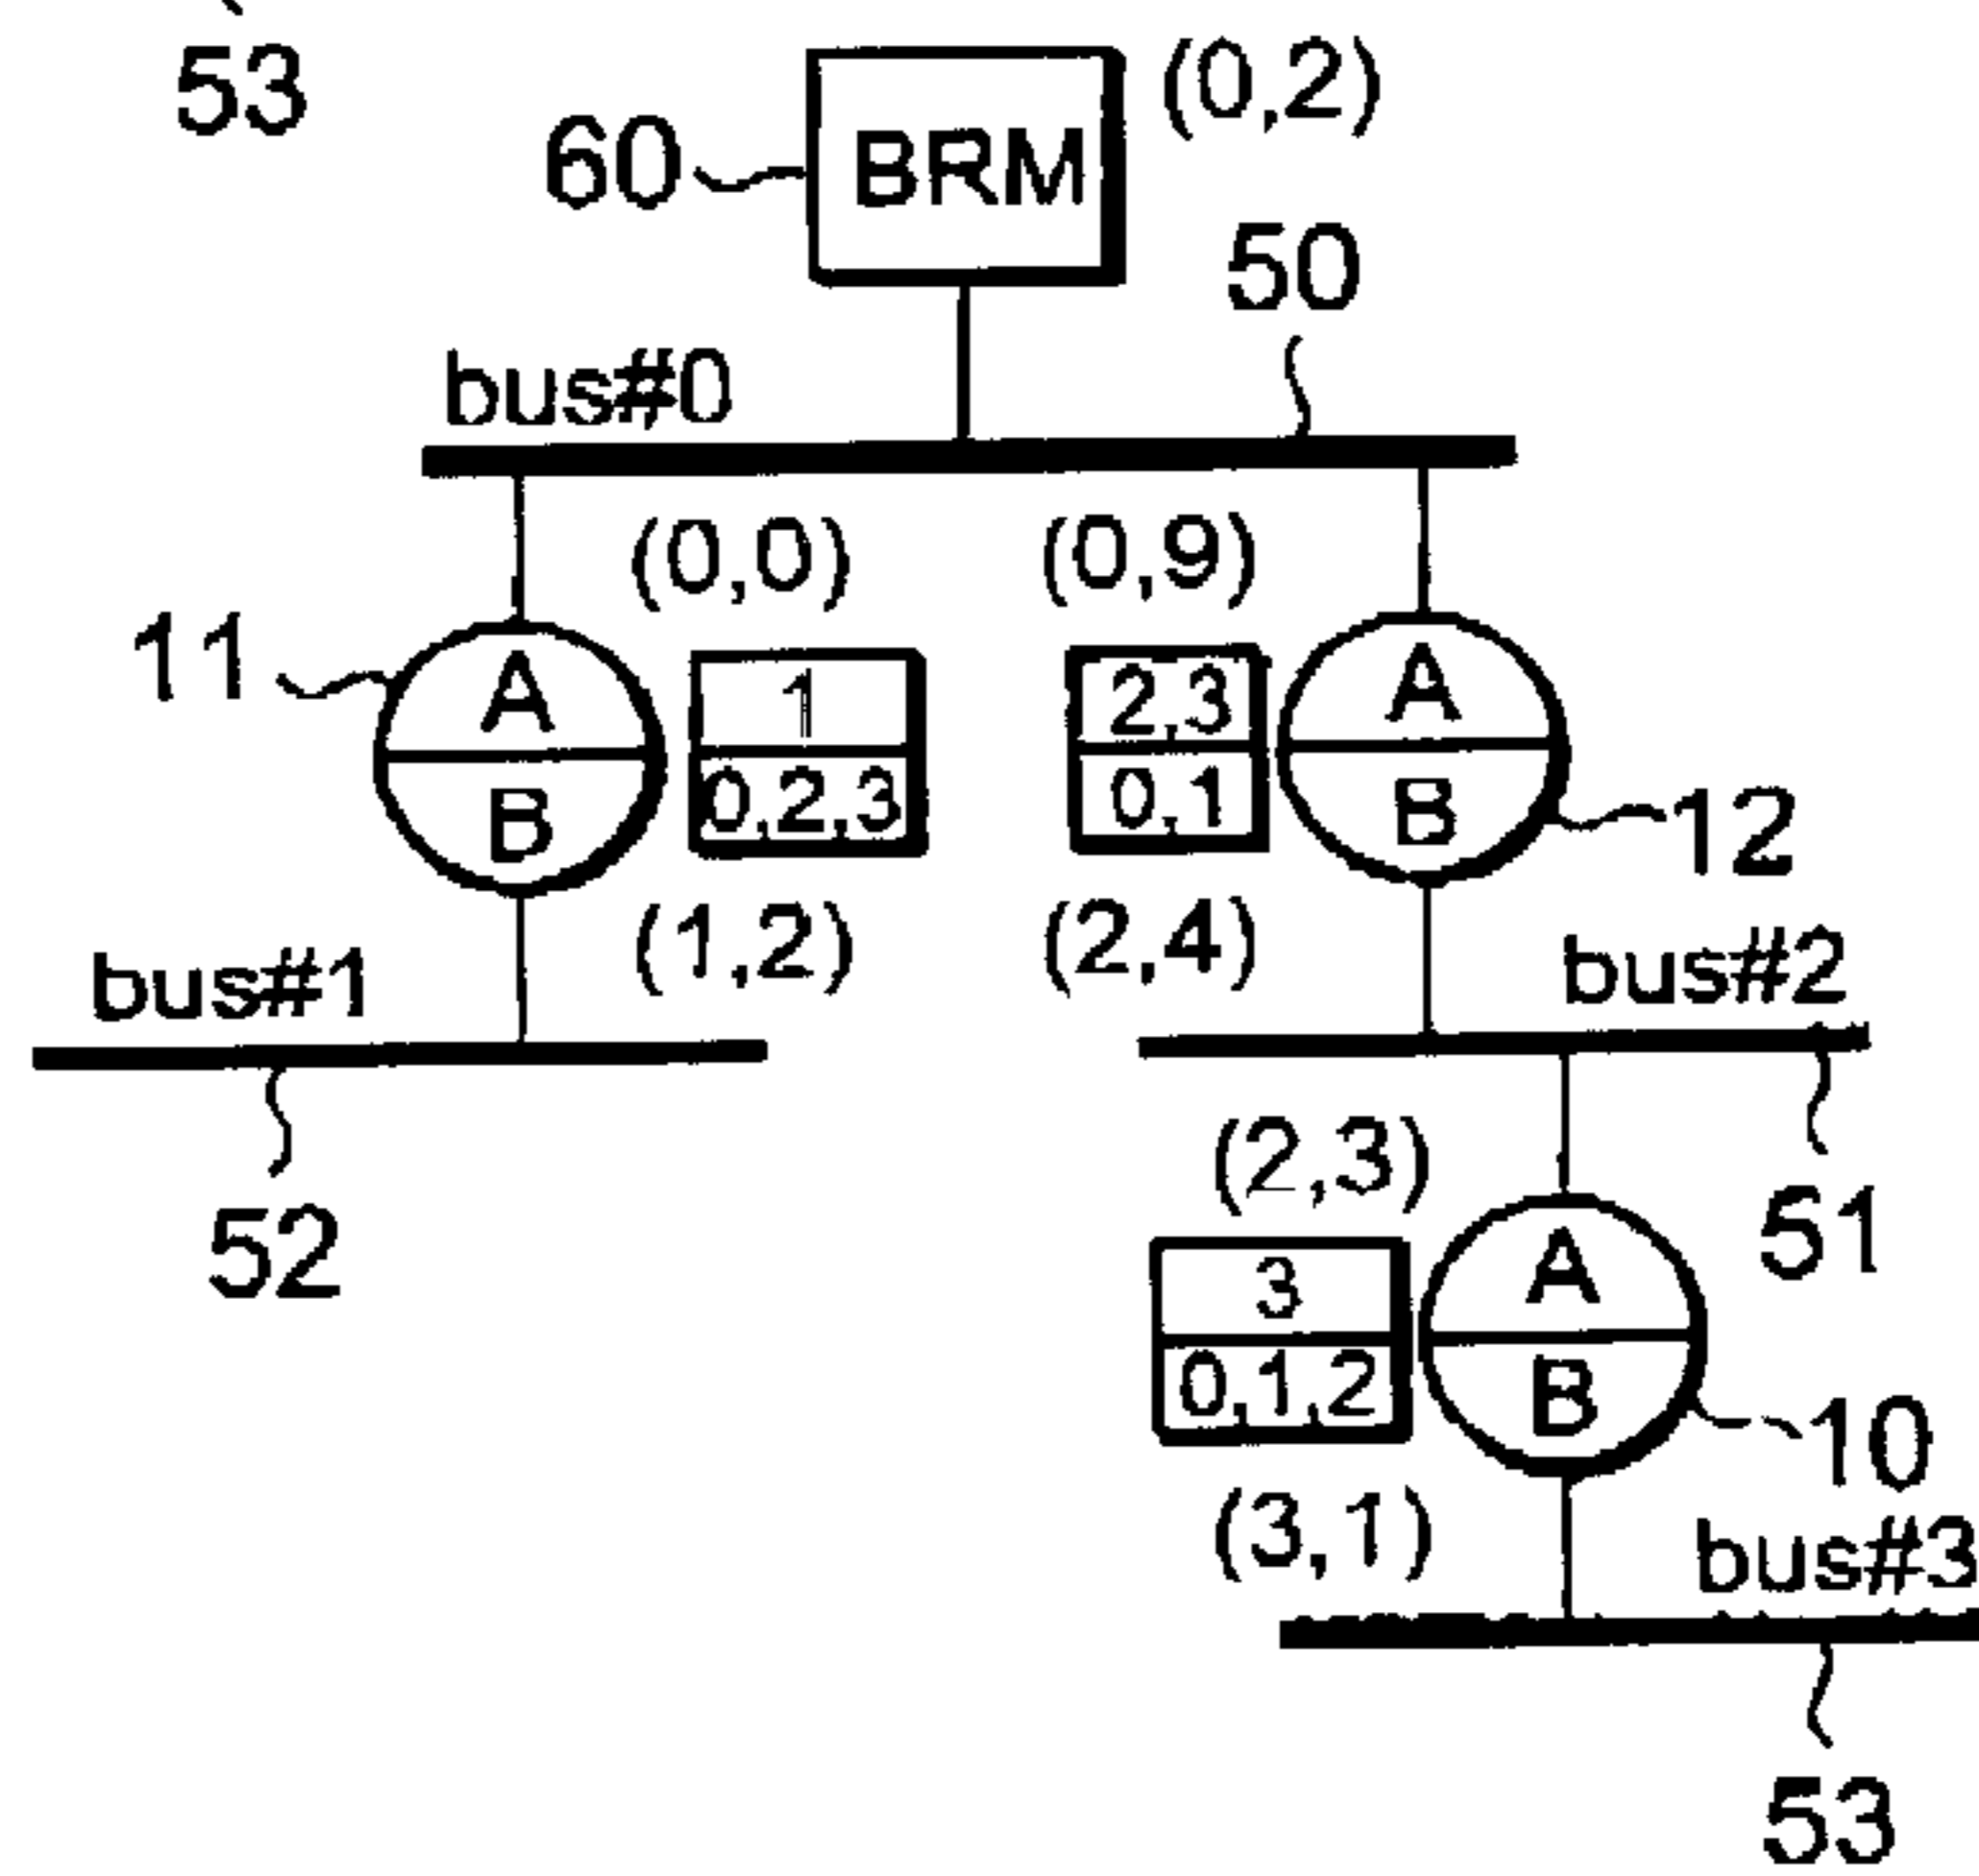 53
60
BRM
(0,2)
50
bus#0
(0,0)
(0,9)
11
A
B
1
0,2,3
2,3
0,1
A
B
12
(1,2)
(2,4)
bus#1
bus#2
52
(2,3)
51
3
0,1,2
A
B
10
(3,1)
bus#3
53